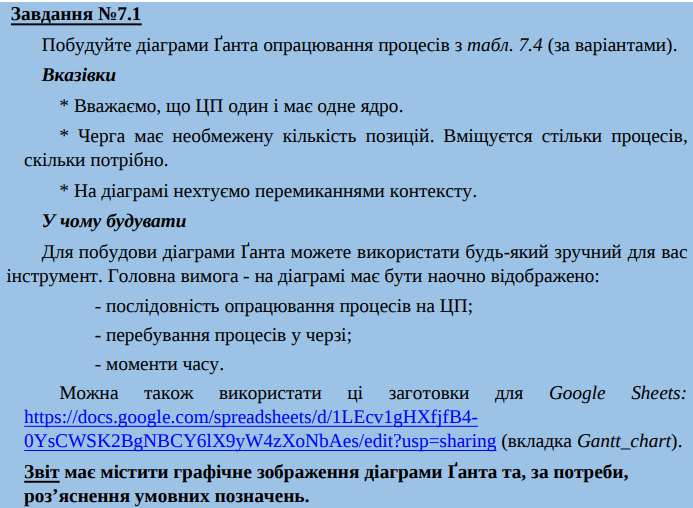 Завдання №7.1
Побудуйте діаграми Ґанта опрацювання процесів з табл. 7.4 (за варіантами).
Вказівки
* Вважаємо, що ЦП один і має одне ядро.
* Черга має необмежену кількість позицій. Вміщуєтся стільки процесів,
скільки потрібно.
* На діаграмі нехтуємо перемиканнями контексту.
У чому будувати
Для побудови діаграми Ґанта можете використати будь-який зручний для вас
інструмент. Головна вимога - на діаграмі має бути наочно відображено:
- послідовність опрацювання процесів на ЦП;
- перебування процесів у черзі;
- моменти часу.
Можна також використати ці заготовки для Google Sheets:
https://docs.google.com/spreadsheets/d/1LEcv1gHXfjfB4-
0YsCWSK2BgNBCY6lX9yW4zXoNbAes/edit?usp=sharing (вкладка Gantt_chart).
Звіт має містити графічне зображення діаграми Ґанта та, за потреби,
роз’яснення умовних позначень.